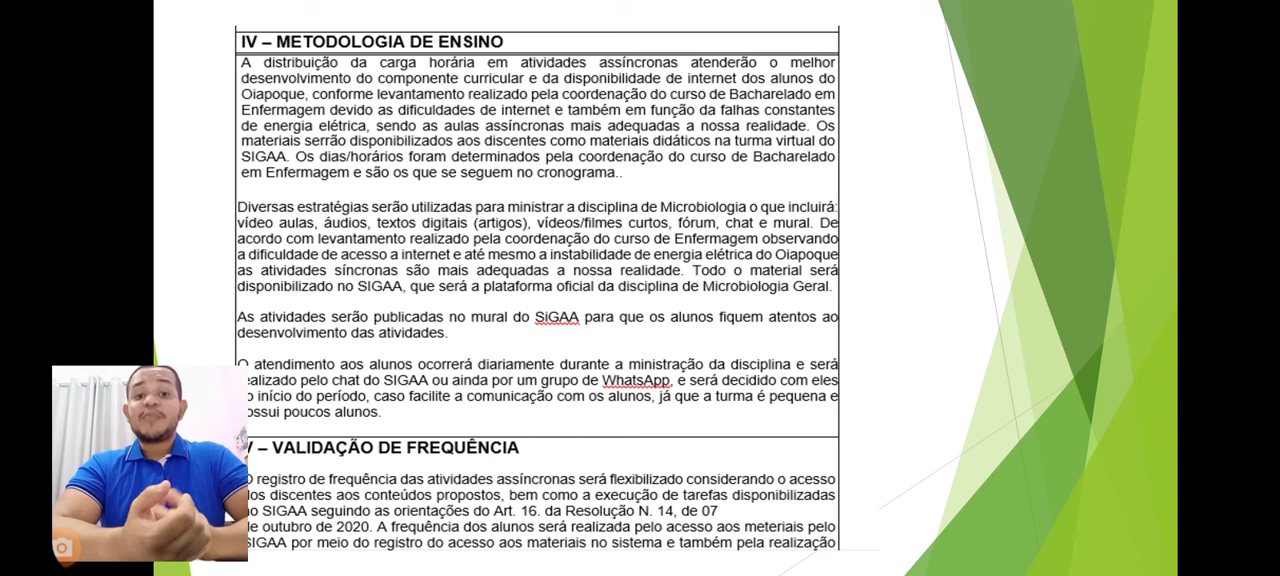 IV – METODOLOGIA DE ENSINO
A distribuição da carga horária em atividades assíncronas atenderão o melhor
desenvolvimento do componente curricular e da disponibilidade de internet dos alunos do
Oiapoque, conforme levantamento realizado pela coordenação do curso de Bacharelado em
Enfermagem devido as dificuldades de internet e também em função da falhas constantes
de energia elétrica, sendo as aulas assíncronas mais adequadas a nossa realidade. Os
materiais serrão disponibilizados aos discentes como materiais didáticos na turma virtual do
SIGAA. Os dias/horários foram determinados pela coordenação do curso de Bacharelado
em Enfermagem e são os que se seguem no cronograma..
Diversas estratégias serão utilizadas para ministrar a disciplina de Microbiologia o que incluirá:
vídeo aulas, áudios, textos digitais (artigos), vídeos/filmes curtos, fórum, chat e mural. De
acordo com levantamento realizado pela coordenação do curso de Enfermagem observando
a dificuldade de acesso a internet e até mesmo a instabilidade de energia elétrica do Oiapoque
as atividades síncronas são mais adequadas a nossa realidade. Todo o material será
disponibilizado no SIGAA, que será a plataforma oficial da disciplina de Microbiologia Geral.
As atividades serão publicadas no mural do SiGAA para que os alunos fiquem atentos ao
desenvolvimento das atividades.
O atendimento aos alunos ocorrerá diariamente durante a ministração da disciplina e será
ealizado pelo chat do SIGAA ou ainda por um grupo de WhatsApp, e será decidido com eles
o início do período, caso facilite a comunicação com os alunos, já que a turma é pequena e
ossui poucos alunos.
V – VALIDAÇÃO DE FREQUÊNCIA
O registro de frequência das atividades assíncronas será flexibilizado considerando o acesso
dos discentes aos conteúdos propostos, bem como a execução de tarefas disponibilizadas
no SIGAA seguindo as orientações do Art. 16. da Resolução N. 14, de 07
de outubro de 2020. A frequência dos alunos será realizada pelo acesso aos meteriais pelo
SIGAA por meio do registro do acesso aos materiais no sistema e também pela realização